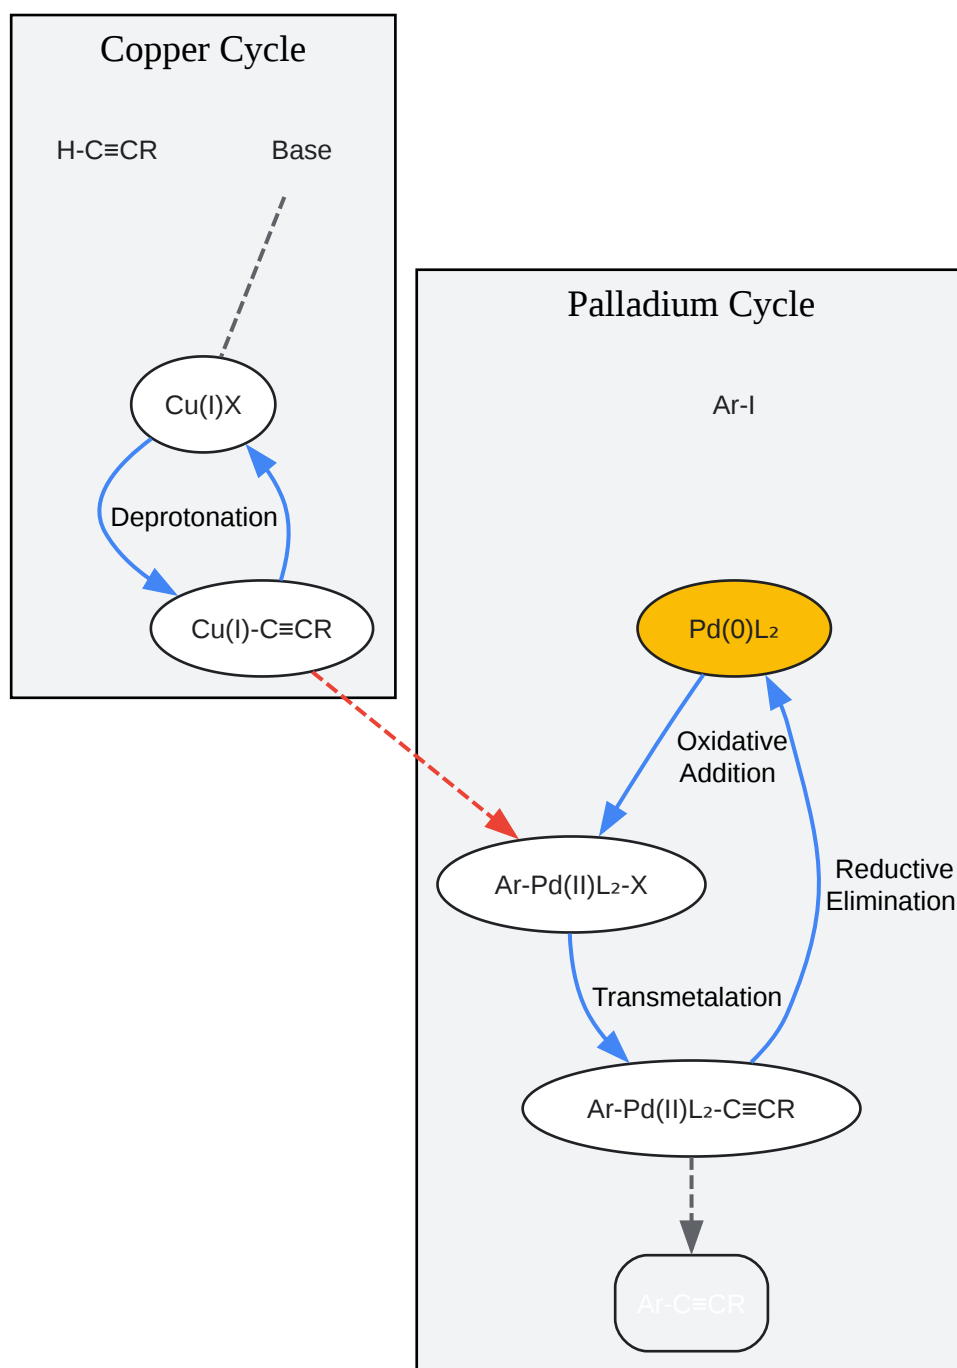 Copper Cycle
H-C≡CR
Base
Cu(I)X
Deprotonation
Cu(I)-C≡CR
Palladium Cycle
Ar-I
Pd(0)L₂
Oxidative
Addition
Ar-Pd(II)L₂-X
Reductive
Elimination
Transmetalation
Ar-Pd(II)L₂-C≡CR
Ar-C≡CR